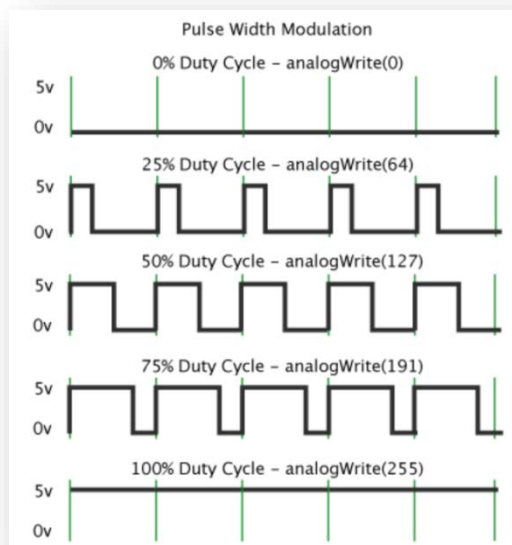 Pulse Width Modulation
0% Duty Cycle – analogWrite(0)
5v
0v
25% Duty Cycle – analogWrite(64)
5v
0v
50% Duty Cycle – analogWrite(127)
5v
0v
75% Duty Cycle – analogWrite(191)
5v
0v
100% Duty Cycle – analogWrite(255)
5v
0v